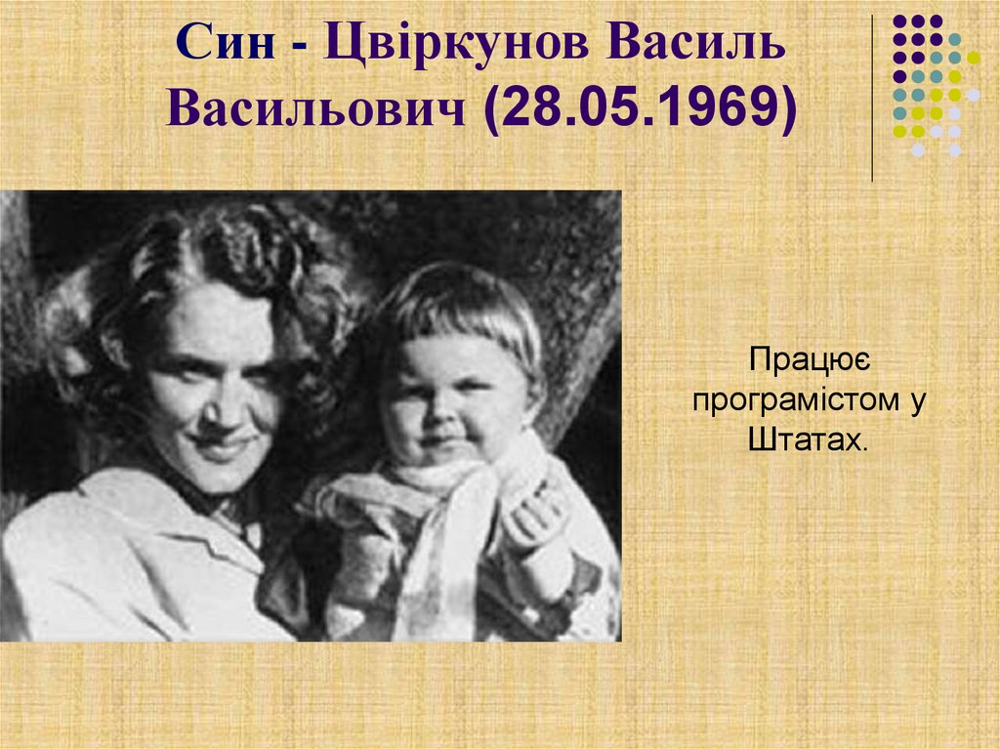 Син - Цвіркунов Василь
Васильович (28.05.1969)
Працює
програмістом у
Штатах.